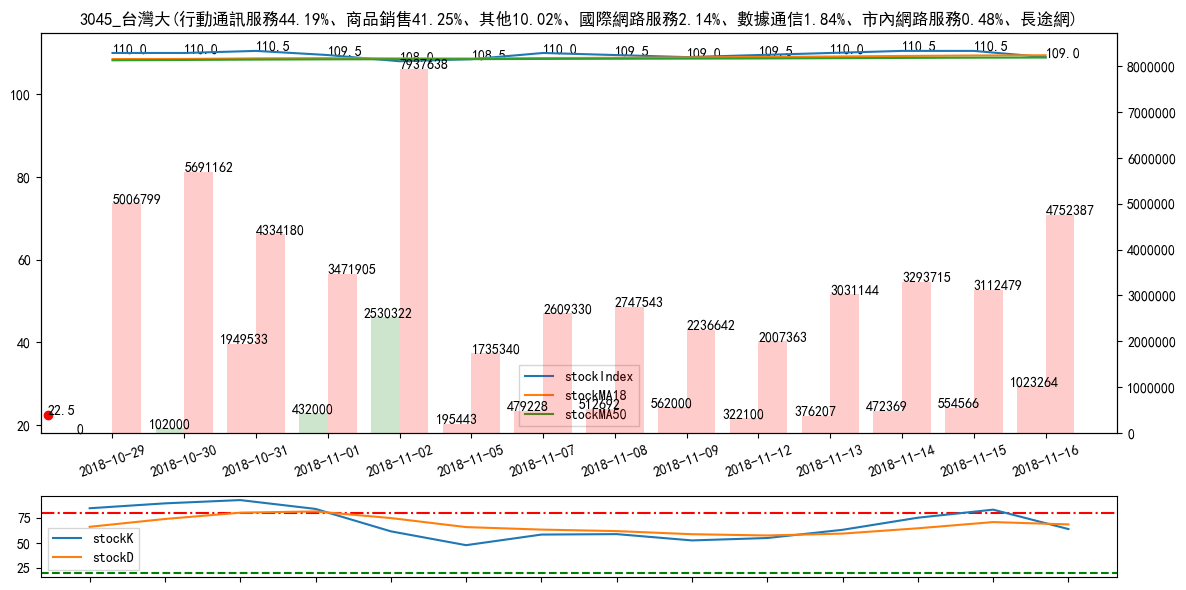 3045_台灣大(行動通訊服務44.19%、商品銷售41.25%、其他10.02%、國際網路服務2.14%、數據通信1.84%、市內網路服務0.48%、長途網)
110.0 110.0 110.5 109.5 108.0 108.5 110.0 109.5 109.0 109.5 110.0 110.5 110.5 109.0
100 80 60 40 20
8000000
7000000
6000000
5000000
4000000
3000000
2000000
1000000
0
5006799 5691162 4334180 3471905 7937638 1735340 2609330 2747543 2236642 2007363 3031144 3293715 3112479 4752387
0 102000 1949533 432000 2530322 195443 479228 512692 562000 322100 376207 472369 554566 1023264
22.5
stockIndex
stockMA18
stockMA50
2018-10-29 2018-10-30 2018-10-31 2018-11-01 2018-11-02 2018-11-05 2018-11-07 2018-11-08 2018-11-09 2018-11-12 2018-11-13 2018-11-14 2018-11-15 2018-11-16
75
50
25
stockK
stockD